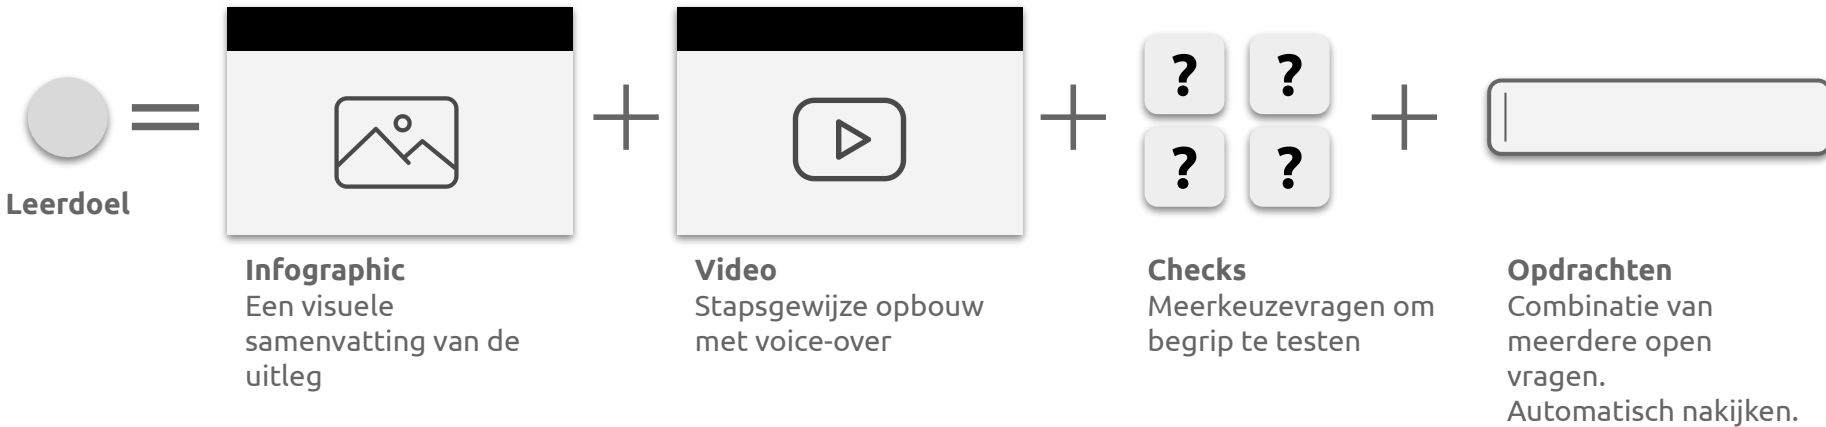 Leerdoel
Infographic
Een visuele
samenvatting van de
uitleg
Video
Stapsgewijze opbouw
met voice-over
? ?
? ?
Checks
Meerkeuzevragen om
begrip te testen
Opdrachten
Combinatie van
meerdere open
vragen.
Automatisch nakijken.